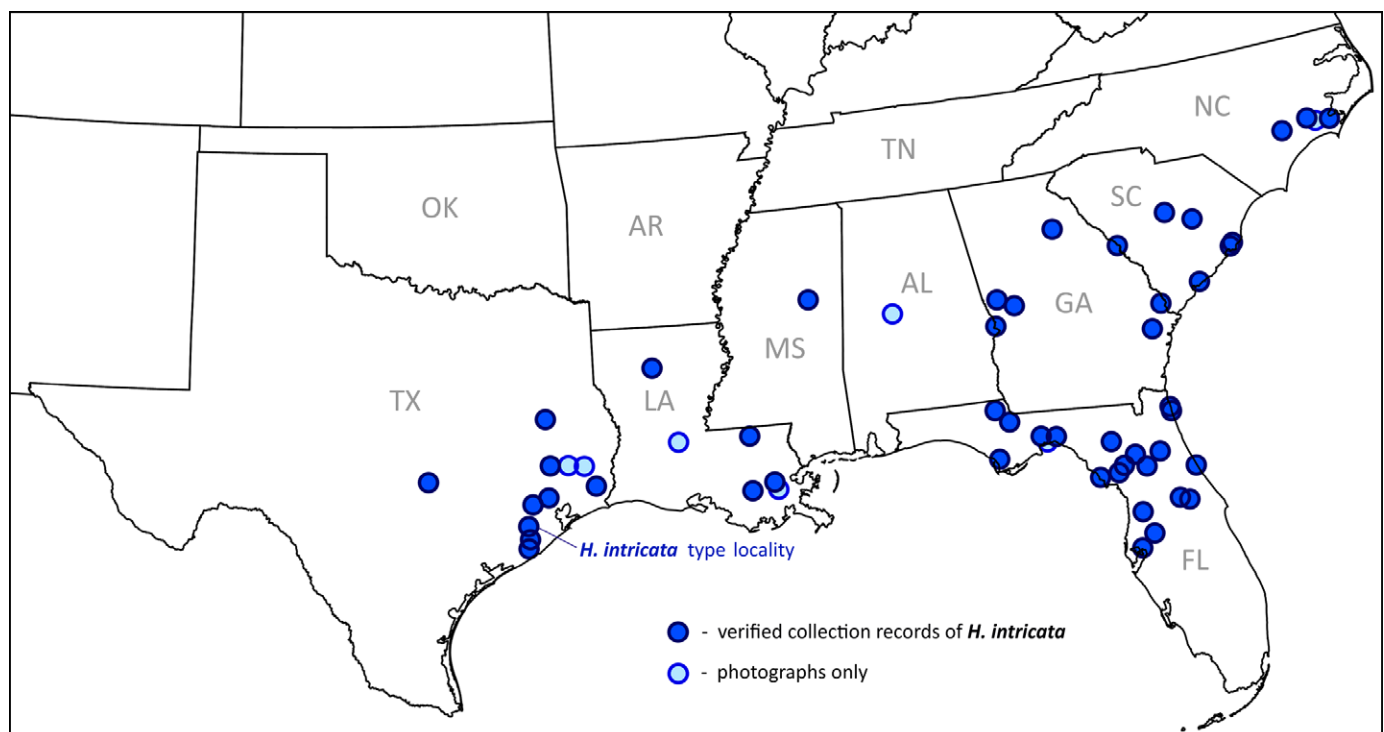 NC
TN
SC
OK
AR
AL
GA
MS
TX
LA
H. intricata type locality
FL
- verified collection records of H. intricata
- photographs only